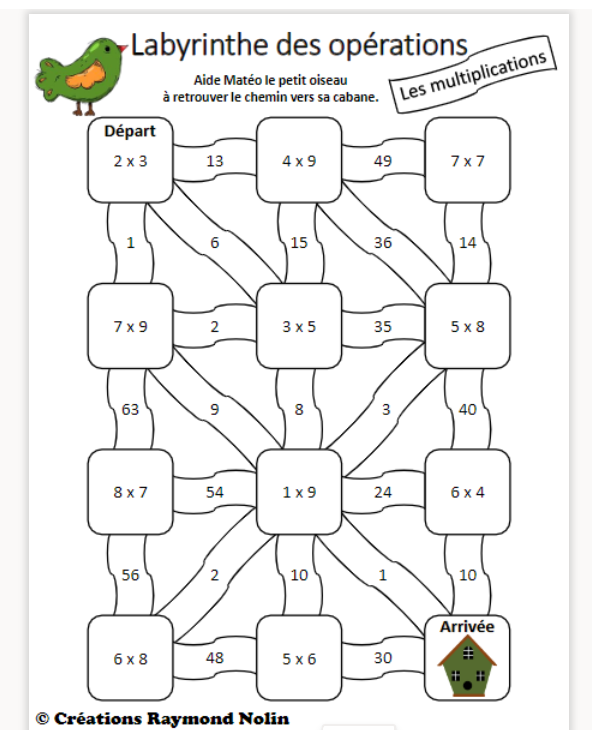 Labyrinthe des opérations
Aide Matéo le petit oiseau
à retrouver le chemin vers sa cabane.
Les multiplications
Départ
2 x 3 13 4 x 9 49 7 x 7
1 6 15 36 14
7 x 9 2 3 x 5 35 5 x 8
63 9 8 3 40
8 x 7 54 1 x 9 24 6 x 4
56 2 10 1 10
Arrivée
6 x 8 48 5 x 6 30
© Créations Raymond Nolin